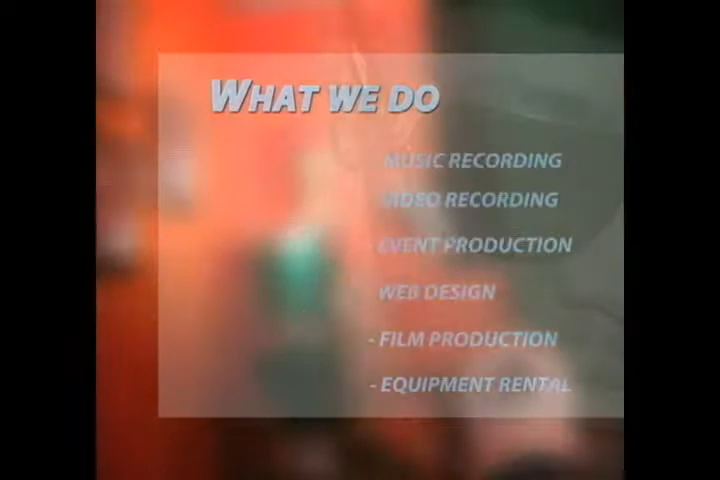 WHAT WE DO
- MUSIC RECORDING
- VIDEO RECORDING
- EVENT PRODUCTION
- WEB DESIGN
- FILM PRODUCTION
- EQUIPMENT RENTAL